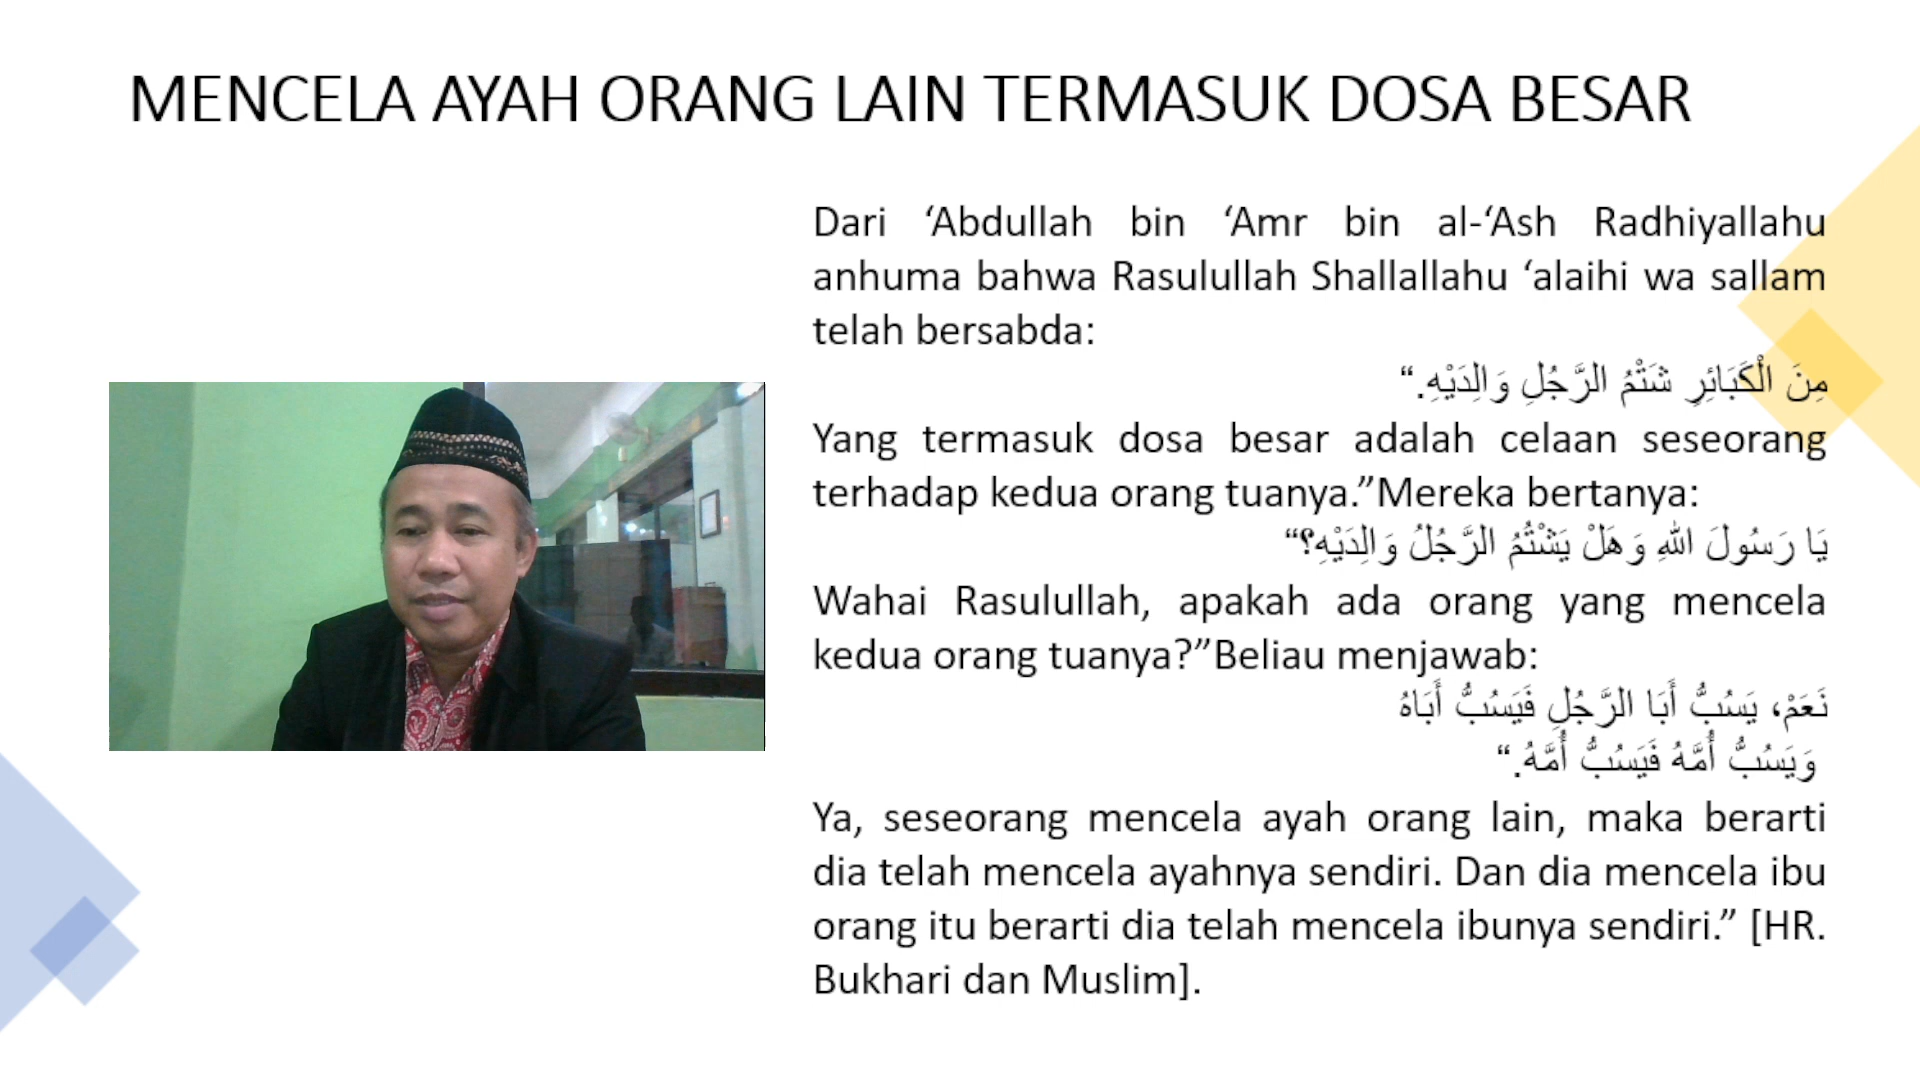 MENCELA AYAH ORANG LAIN TERMASUK DOSA BESAR
Dari ‘Abdullah bin ‘Amr bin al-‘Ash Radhiyallahu
anhuma bahwa Rasulullah Shallallahu ‘alaihi wa sallam
telah bersabda:
مِنَ الْكَبَائِرِ شَتْمُ الرَّجُلِ وَالِدَيْهِ.“
Yang termasuk dosa besar adalah celaan seseorang
terhadap kedua orang tuanya.”Mereka bertanya:
يَا رَسُولَ اللهِ وَهَلْ يَشْتُمُ الرَّجُلُ وَالِدَيْهِ؟“
Wahai Rasulullah, apakah ada orang yang mencela
kedua orang tuanya?”Beliau menjawab:
نَعَمْ، يَسُبُّ أَبَا الرَّجُلِ فَيَسُبُّ أَبَاهُ
وَيَسُبُّ أُمَّهُ فَيَسُبُّ أُمَّهُ.“
Ya, seseorang mencela ayah orang lain, maka berarti
dia telah mencela ayahnya sendiri. Dan dia mencela ibu
orang itu berarti dia telah mencela ibunya sendiri.” [HR.
Bukhari dan Muslim].